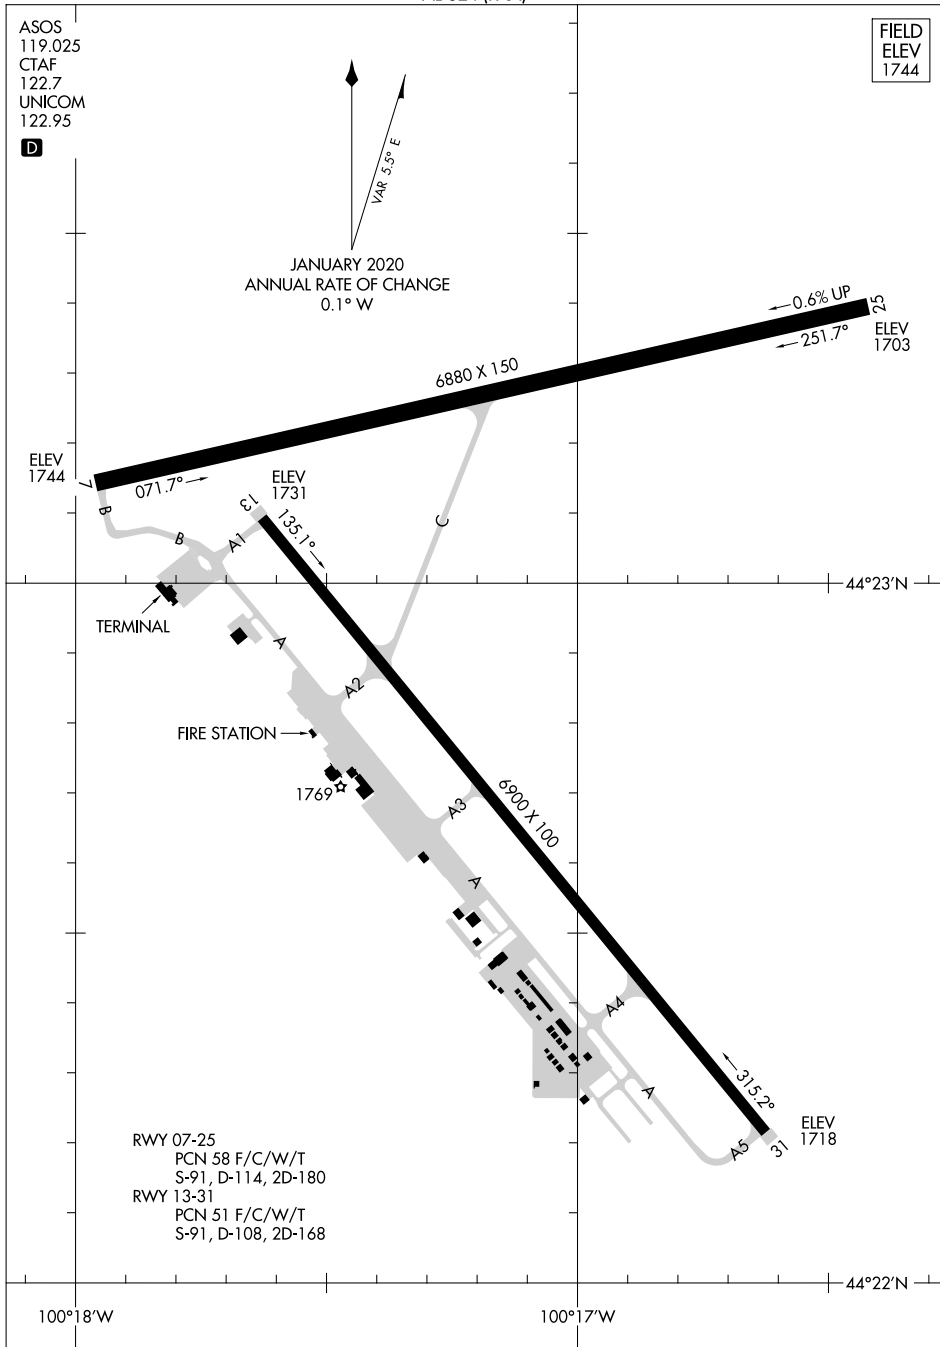 ASOS
119.025
CTAF
122.7
UNICOM
122.95
D
FIELD
ELEV
1744
VAR 5.5° E
JANUARY 2020
ANNUAL RATE OF CHANGE
0.1° W
0.6% UP
25
251.7°
ELEV
1703
6880 X 150
ELEV
1744
7
071.7°
ELEV
1731
13
135.1°
B
B
A1
C
44°23'N
TERMINAL
A
A2
FIRE STATION
1769
A3
6900 X 100
A
A4
315.2°
A
ELEV
1718
A5
31
RWY 07-25
PCN 58 F/C/W/T
S-91, D-114, 2D-180
RWY 13-31
PCN 51 F/C/W/T
S-91, D-108, 2D-168
44°22'N
100°18'W
100°17'W